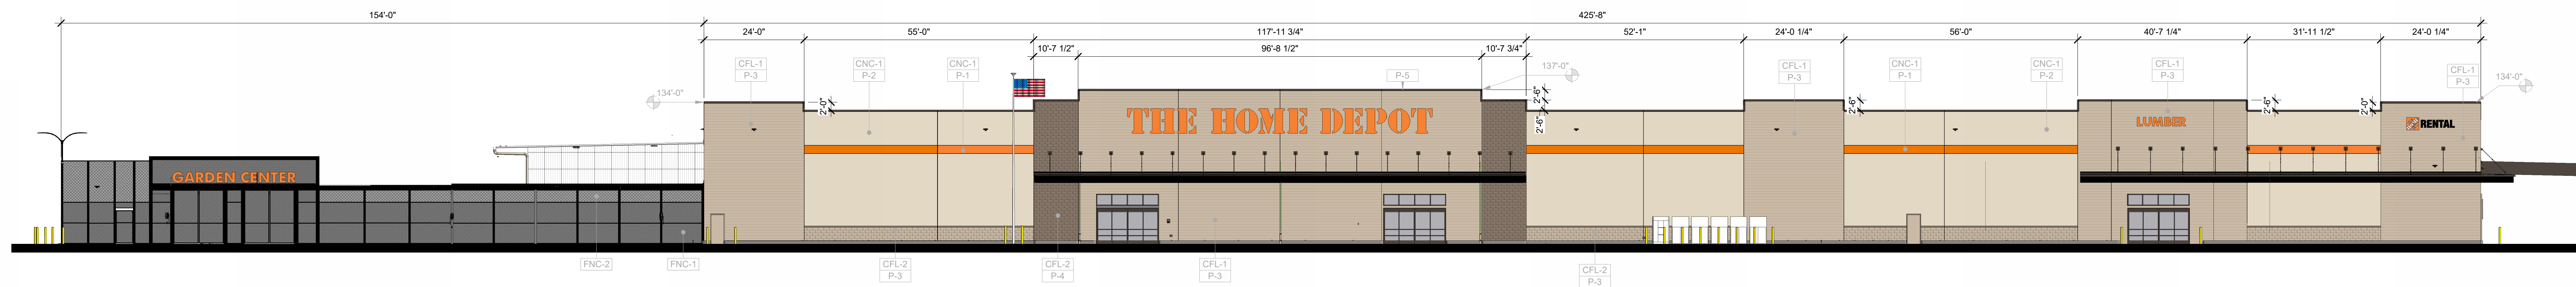 154'-0"
425'-8"
24'-0"
55'-0"
117'-11 3/4"
52'-1"
24'-0 1/4"
56'-0"
40'-7 1/4"
31'-11 1/2"
24'-0 1/4"
10'-7 1/2"
96'-8 1/2"
10'-7 3/4"
CFL-1
P-3
CNC-1
P-2
CNC-1
P-1
P-5
137'-0"
CFL-1
P-3
CNC-1
P-1
CNC-1
P-2
CFL-1
P-3
CFL-1
P-3
134'-0"
134'-0"
2'-0"
2'-6"
2'-6"
2'-6"
2'-6"
2'-0"
THE HOME DEPOT
LUMBER
RENTAL
GARDEN CENTER
FNC-2
FNC-1
CFL-2
P-3
CFL-2
P-4
CFL-1
P-3
CFL-2
P-3